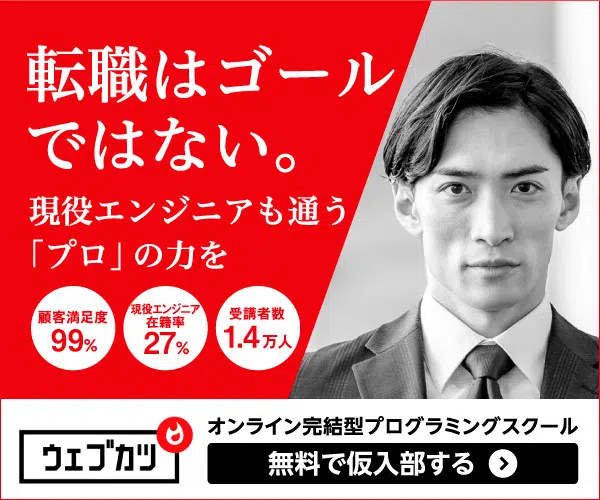 転職はゴール
ではない。
現役エンジニアも通う
「プロ」の力を
顧客満足度
99%
現役エンジニア
在籍率
27%
受講者数
1.4万人
ウェブカツ
オンライン完結型プログラミングスクール
無料で仮入部する